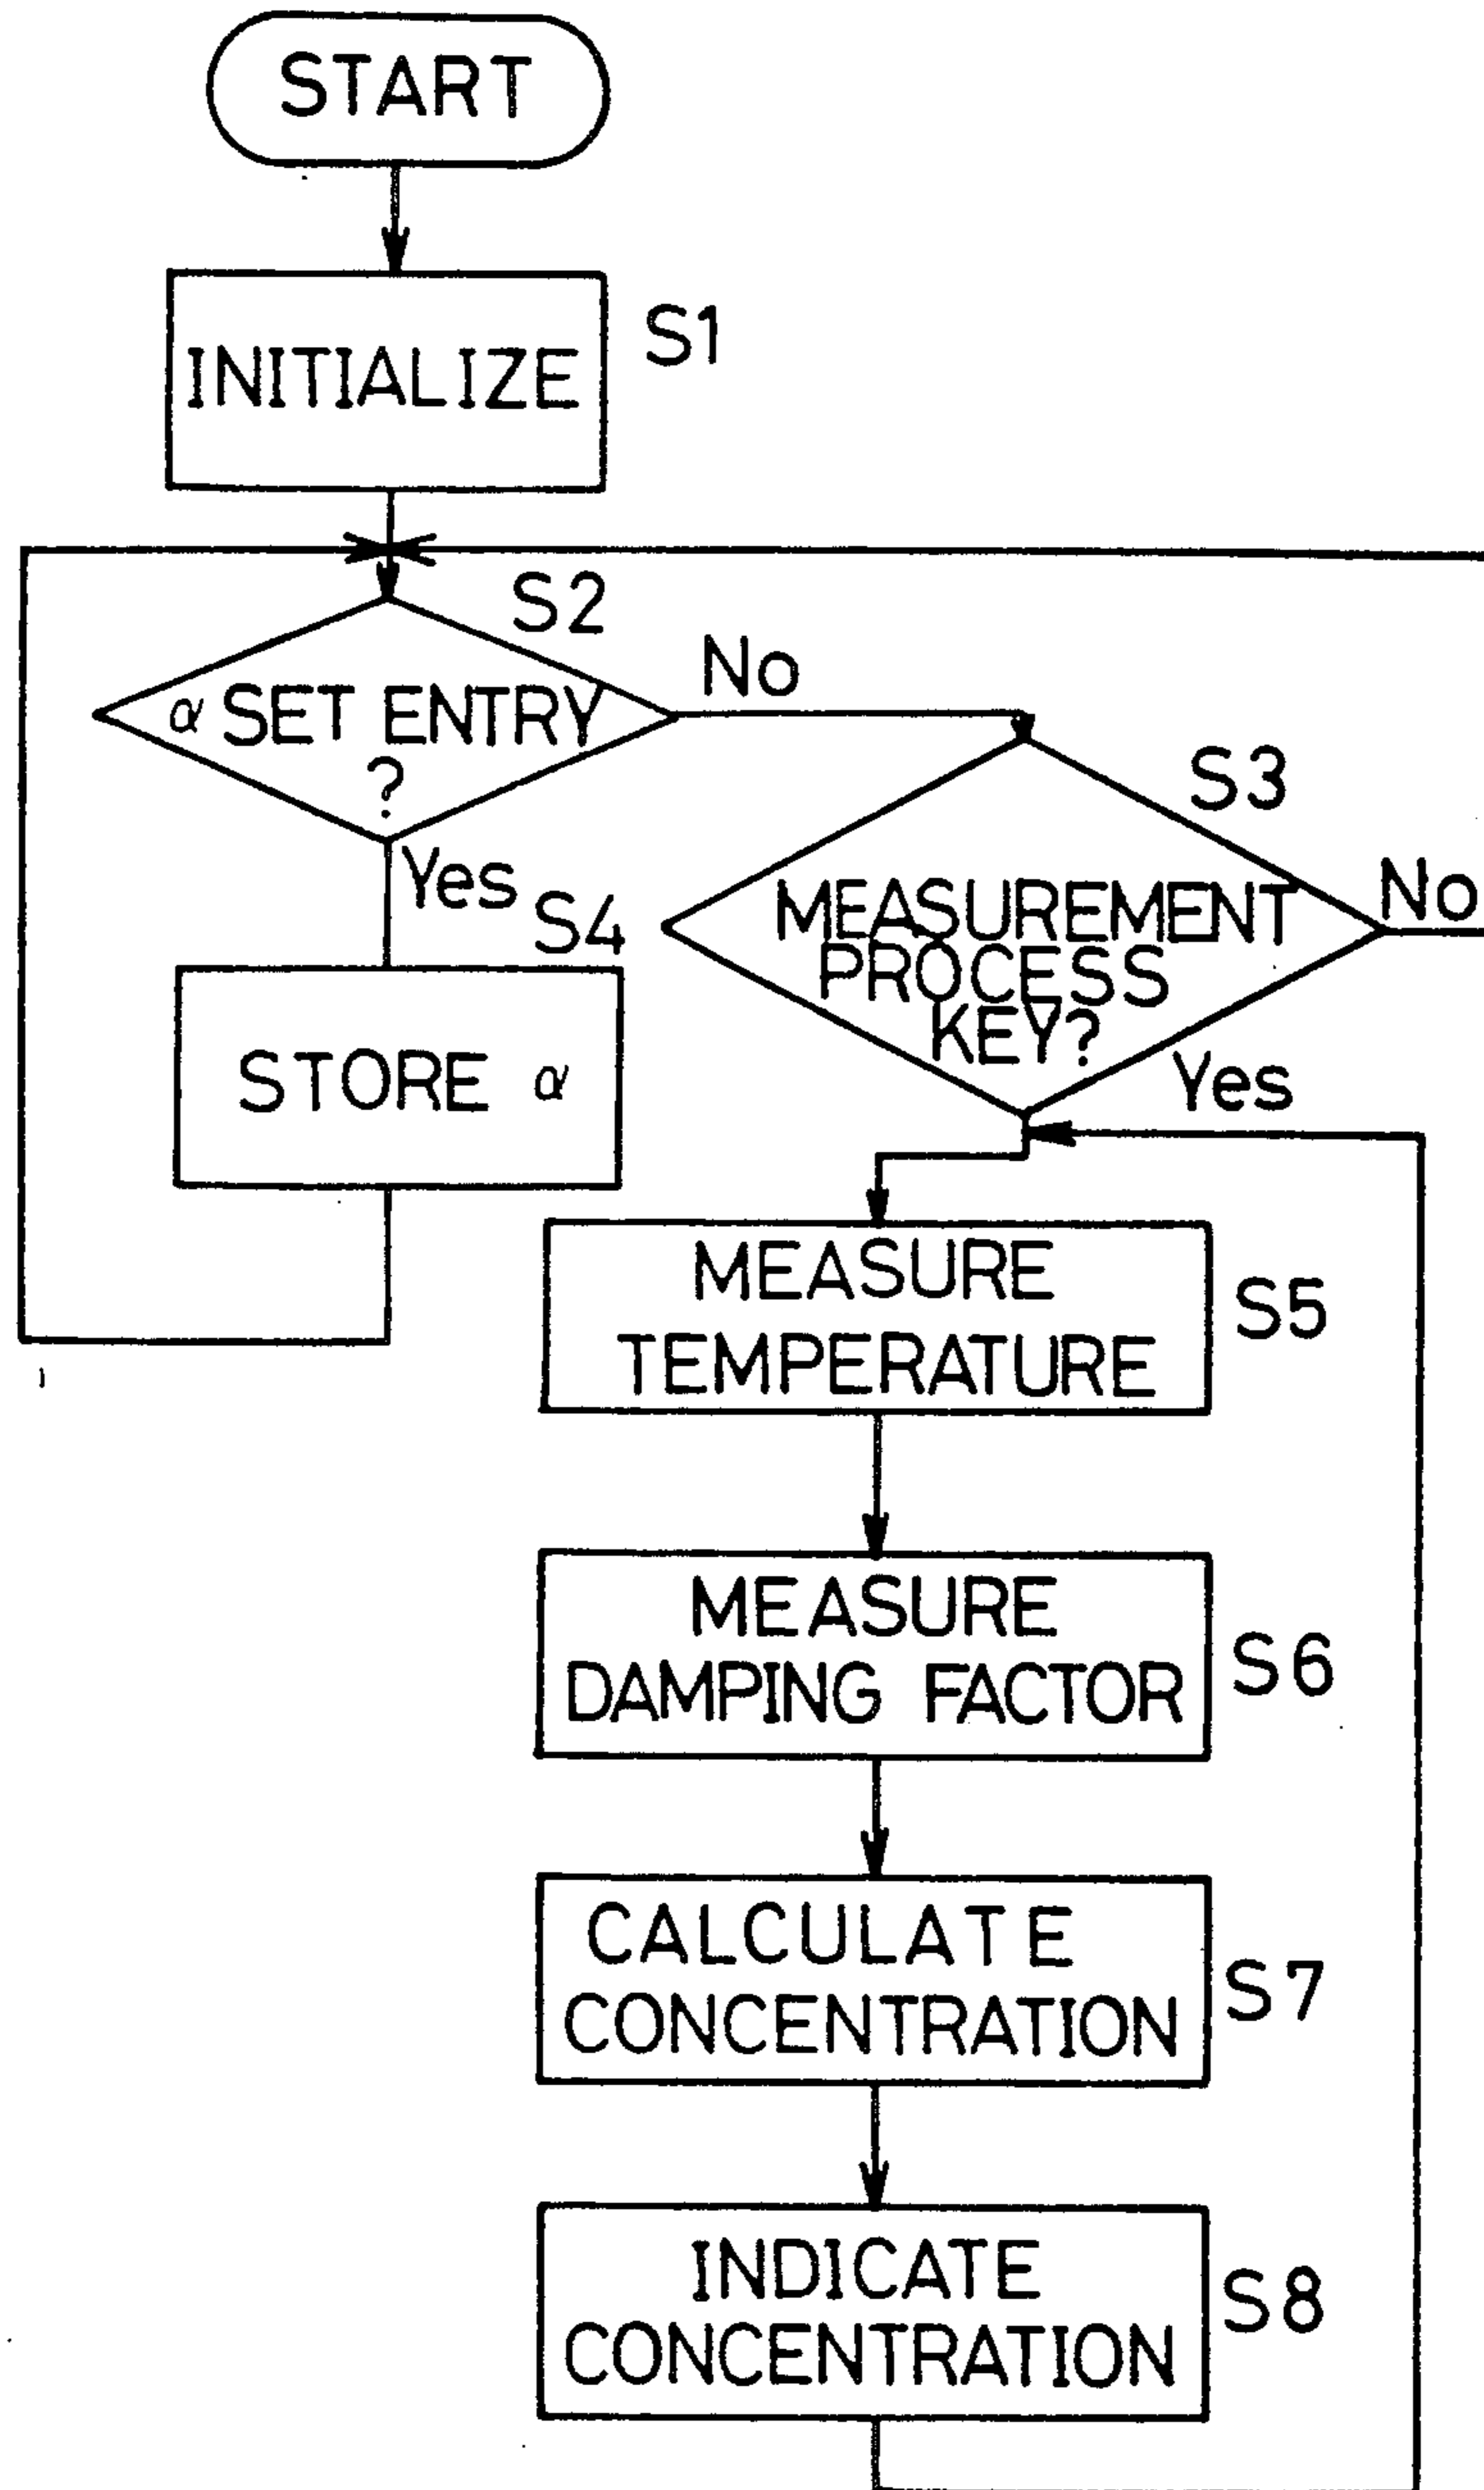 START
INITIALIZE
S1
S2
α SET ENTRY
?
No
Yes
S3
MEASUREMENT
PROCESS
KEY?
No
Yes
S4
STORE α
MEASURE
TEMPERATURE
S5
MEASURE
DAMPING FACTOR
S6
CALCULATE
CONCENTRATION
S7
INDICATE
CONCENTRATION
S8